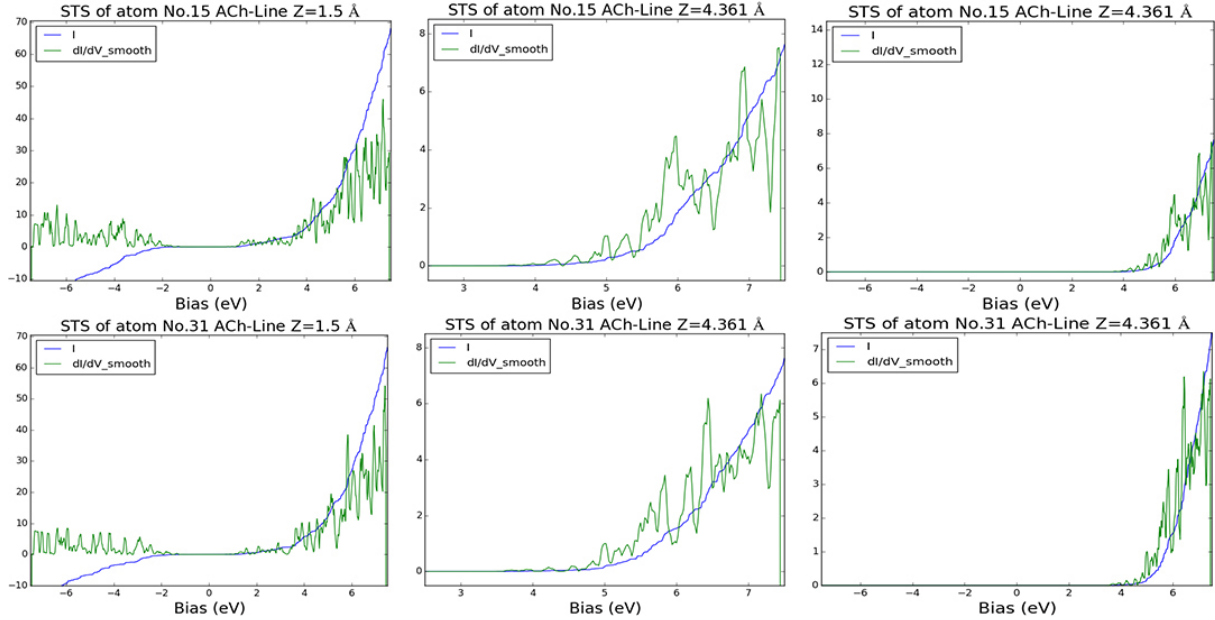 STS of atom No.15 ACh-Line Z=1.5 Å
70
60
50
40
30
20
10
0
−10
I
dI/dV_smooth
−6 −4 −2 0 2 4 6
Bias (eV)
STS of atom No.15 ACh-Line Z=4.361 Å
8
6
4
2
0
I
dI/dV_smooth
3 4 5 6 7
Bias (eV)
STS of atom No.15 ACh-Line Z=4.361 Å
14
12
10
8
6
4
2
0
I
dI/dV_smooth
−6 −4 −2 0 2 4 6
Bias (eV)
STS of atom No.31 ACh-Line Z=1.5 Å
70
60
50
40
30
20
10
0
−10
I
dI/dV_smooth
−6 −4 −2 0 2 4 6
Bias (eV)
STS of atom No.31 ACh-Line Z=4.361 Å
8
6
4
2
0
I
dI/dV_smooth
3 4 5 6 7
Bias (eV)
STS of atom No.31 ACh-Line Z=4.361 Å
7
6
5
4
3
2
1
0
I
dI/dV_smooth
−6 −4 −2 0 2 4 6
Bias (eV)